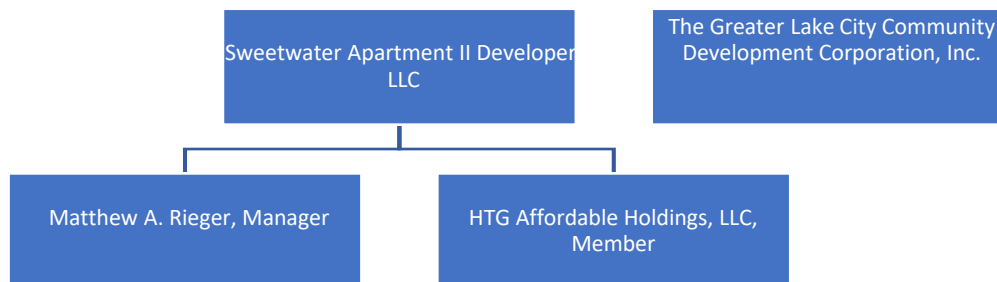 Sweetwater Apartment II Developer
LLC
The Greater Lake City Community
Development Corporation, Inc.
Matthew A. Rieger, Manager
HTG Affordable Holdings, LLC,
Member